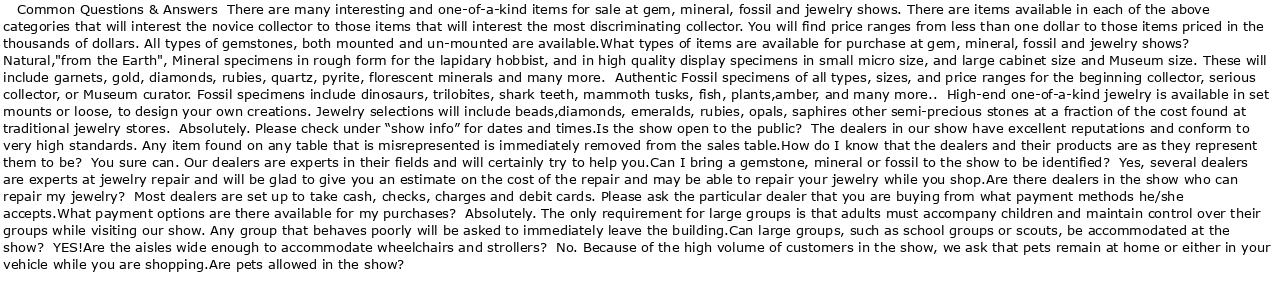 Common Questions & Answers  There are many interesting and one-of-a-kind items for sale at gem, mineral, fossil and jewelry shows. There are items available in each of the above
categories that will interest the novice collector to those items that will interest the most discriminating collector. You will find price ranges from less than one dollar to those items priced in the
thousands of dollars. All types of gemstones, both mounted and un-mounted are available.What types of items are available for purchase at gem, mineral, fossil and jewelry shows?
Natural,"from the Earth", Mineral specimens in rough form for the lapidary hobbist, and in high quality display specimens in small micro size, and large cabinet size and Museum size. These will
include garnets, gold, diamonds, rubies, quartz, pyrite, florescent minerals and many more.  Authentic Fossil specimens of all types, sizes, and price ranges for the beginning collector, serious
collector, or Museum curator. Fossil specimens include dinosaurs, trilobites, shark teeth, mammoth tusks, fish, plants,amber, and many more..  High-end one-of-a-kind jewelry is available in set
mounts or loose, to design your own creations. Jewelry selections will include beads,diamonds, emeralds, rubies, opals, saphires other semi-precious stones at a fraction of the cost found at
traditional jewelry stores.  Absolutely. Please check under “show info” for dates and times.Is the show open to the public?  The dealers in our show have excellent reputations and conform to
very high standards. Any item found on any table that is misrepresented is immediately removed from the sales table.How do I know that the dealers and their products are as they represent
them to be?  You sure can. Our dealers are experts in their fields and will certainly try to help you.Can I bring a gemstone, mineral or fossil to the show to be identified?  Yes, several dealers
are experts at jewelry repair and will be glad to give you an estimate on the cost of the repair and may be able to repair your jewelry while you shop.Are there dealers in the show who can
repair my jewelry?  Most dealers are set up to take cash, checks, charges and debit cards. Please ask the particular dealer that you are buying from what payment methods he/she
accepts.What payment options are there available for my purchases?  Absolutely. The only requirement for large groups is that adults must accompany children and maintain control over their
groups while visiting our show. Any group that behaves poorly will be asked to immediately leave the building.Can large groups, such as school groups or scouts, be accommodated at the
show?  YES!Are the aisles wide enough to accommodate wheelchairs and strollers?  No. Because of the high volume of customers in the show, we ask that pets remain at home or either in your
vehicle while you are shopping.Are pets allowed in the show?